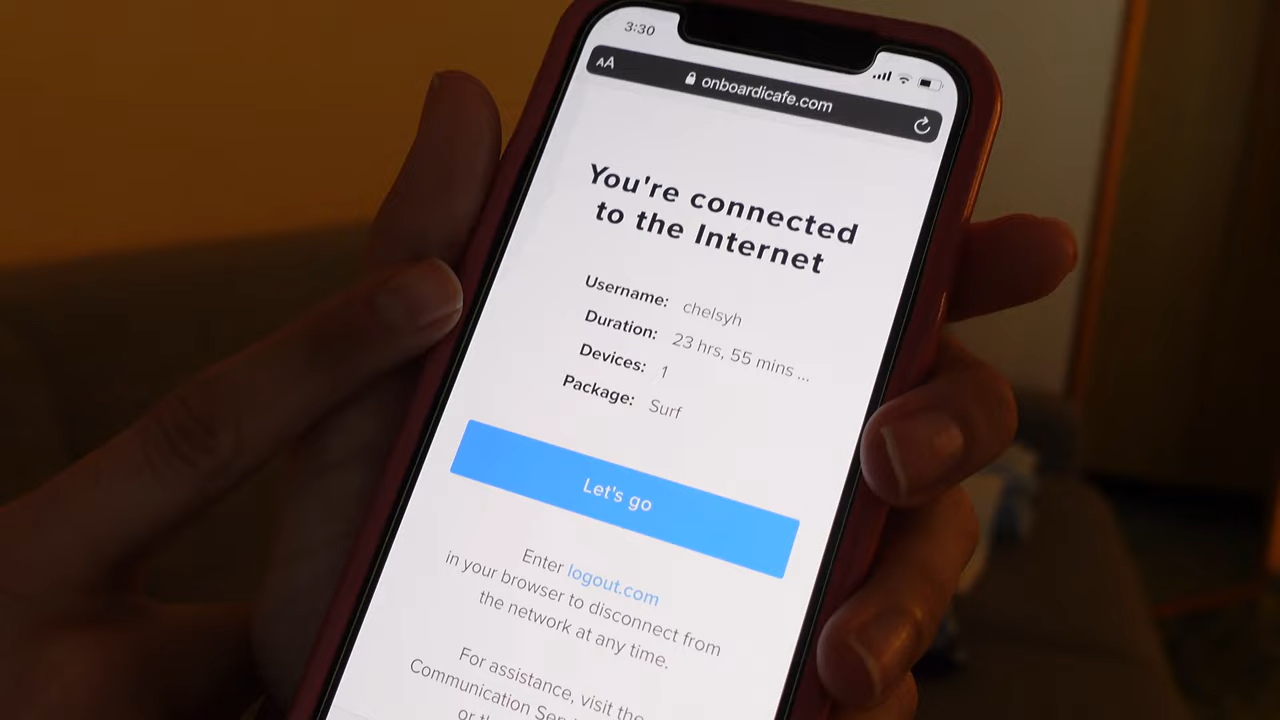 3:30
AA onboardicafe.com
You're connected
to the Internet
Username: chelsyh
Duration: 23 hrs, 55 mins ...
Devices: 1
Package: Surf
Let's go
Enter logout.com
in your browser to disconnect from
the network at any time.
For assistance, visit the
Communication
or